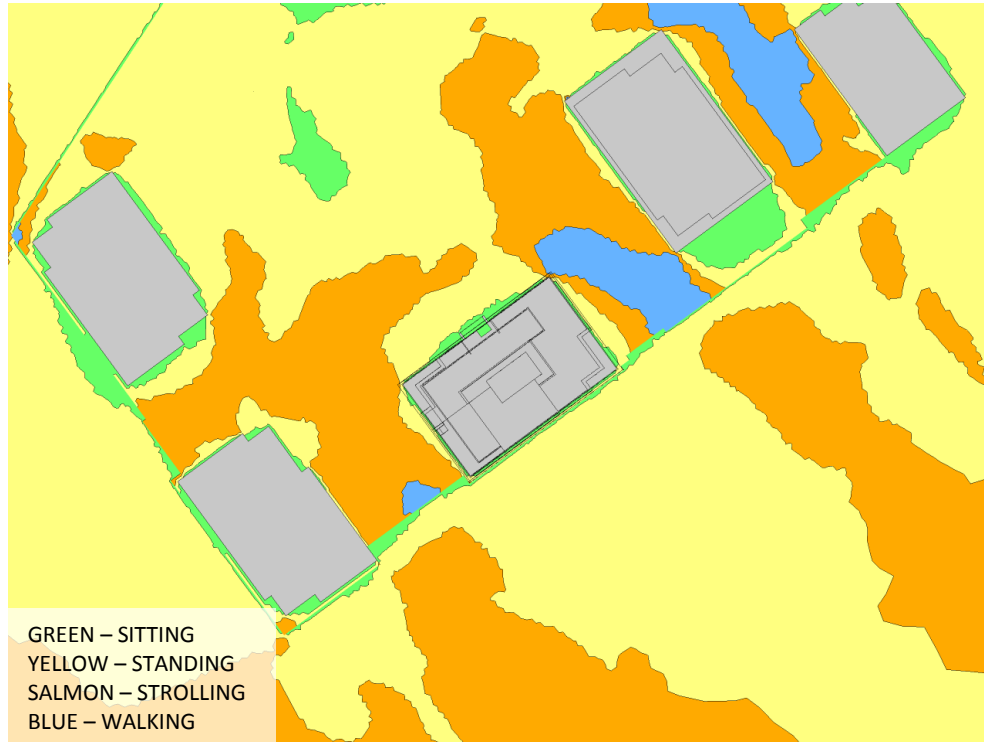 GREEN – SITTING
YELLOW – STANDING
SALMON – STROLLING
BLUE – WALKING